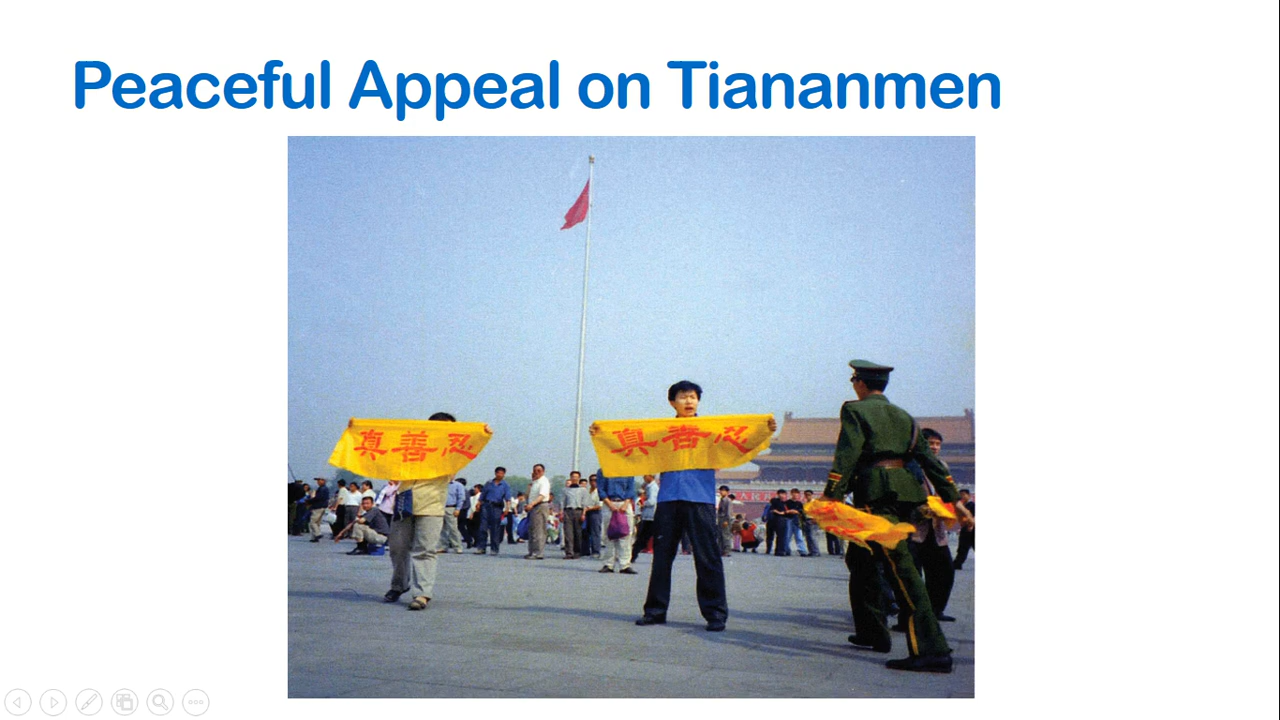 Peaceful Appeal on Tiananmen
真善忍
真善忍